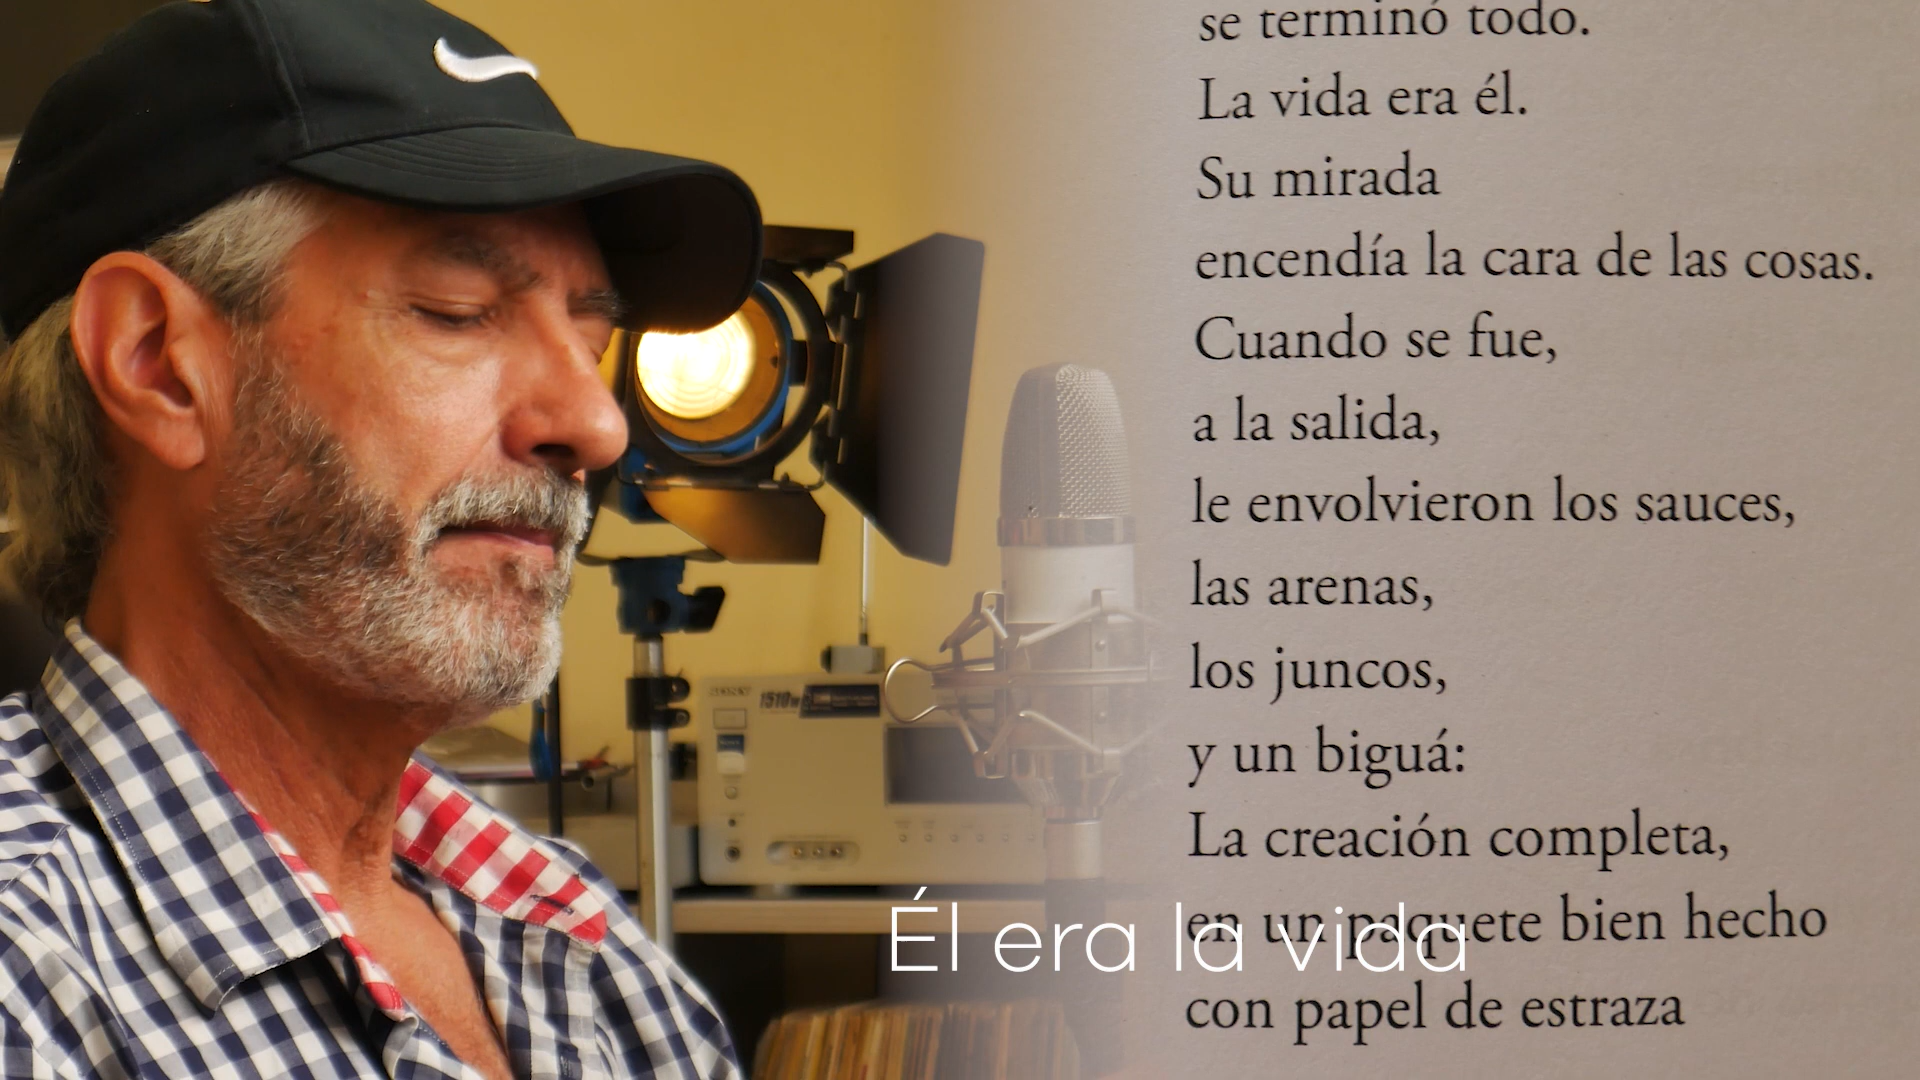 se terminó todo.
La vida era él.
Su mirada
encendía la cara de las cosas.
Cuando se fue,
a la salida,
le envolvieron los sauces,
las arenas,
los juncos,
y un biguá:
La creación completa,
en un paquete bien hecho
con papel de estraza
Él era la vida
SONY
1510W